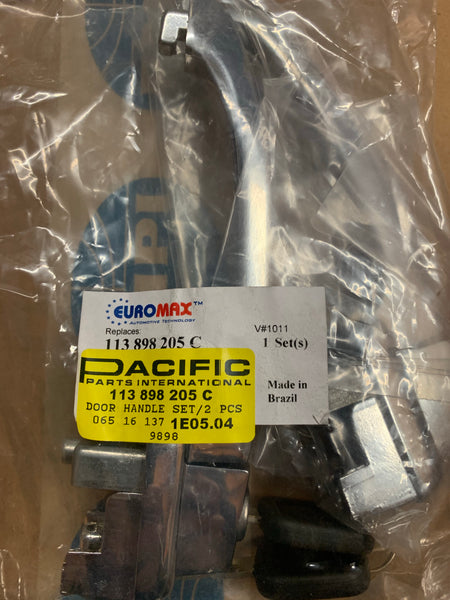 EUROMAX™
AUTOMOTIVE TECHNOLOGY
Replaces:
V#1011
113 898 205 C
1 Set(s)
Made in
Brazil
PACIFIC
PARTS INTERNATIONAL
113 898 205 C
DOOR HANDLE SET/2 PCS
065 16 137 1E05.04
9898